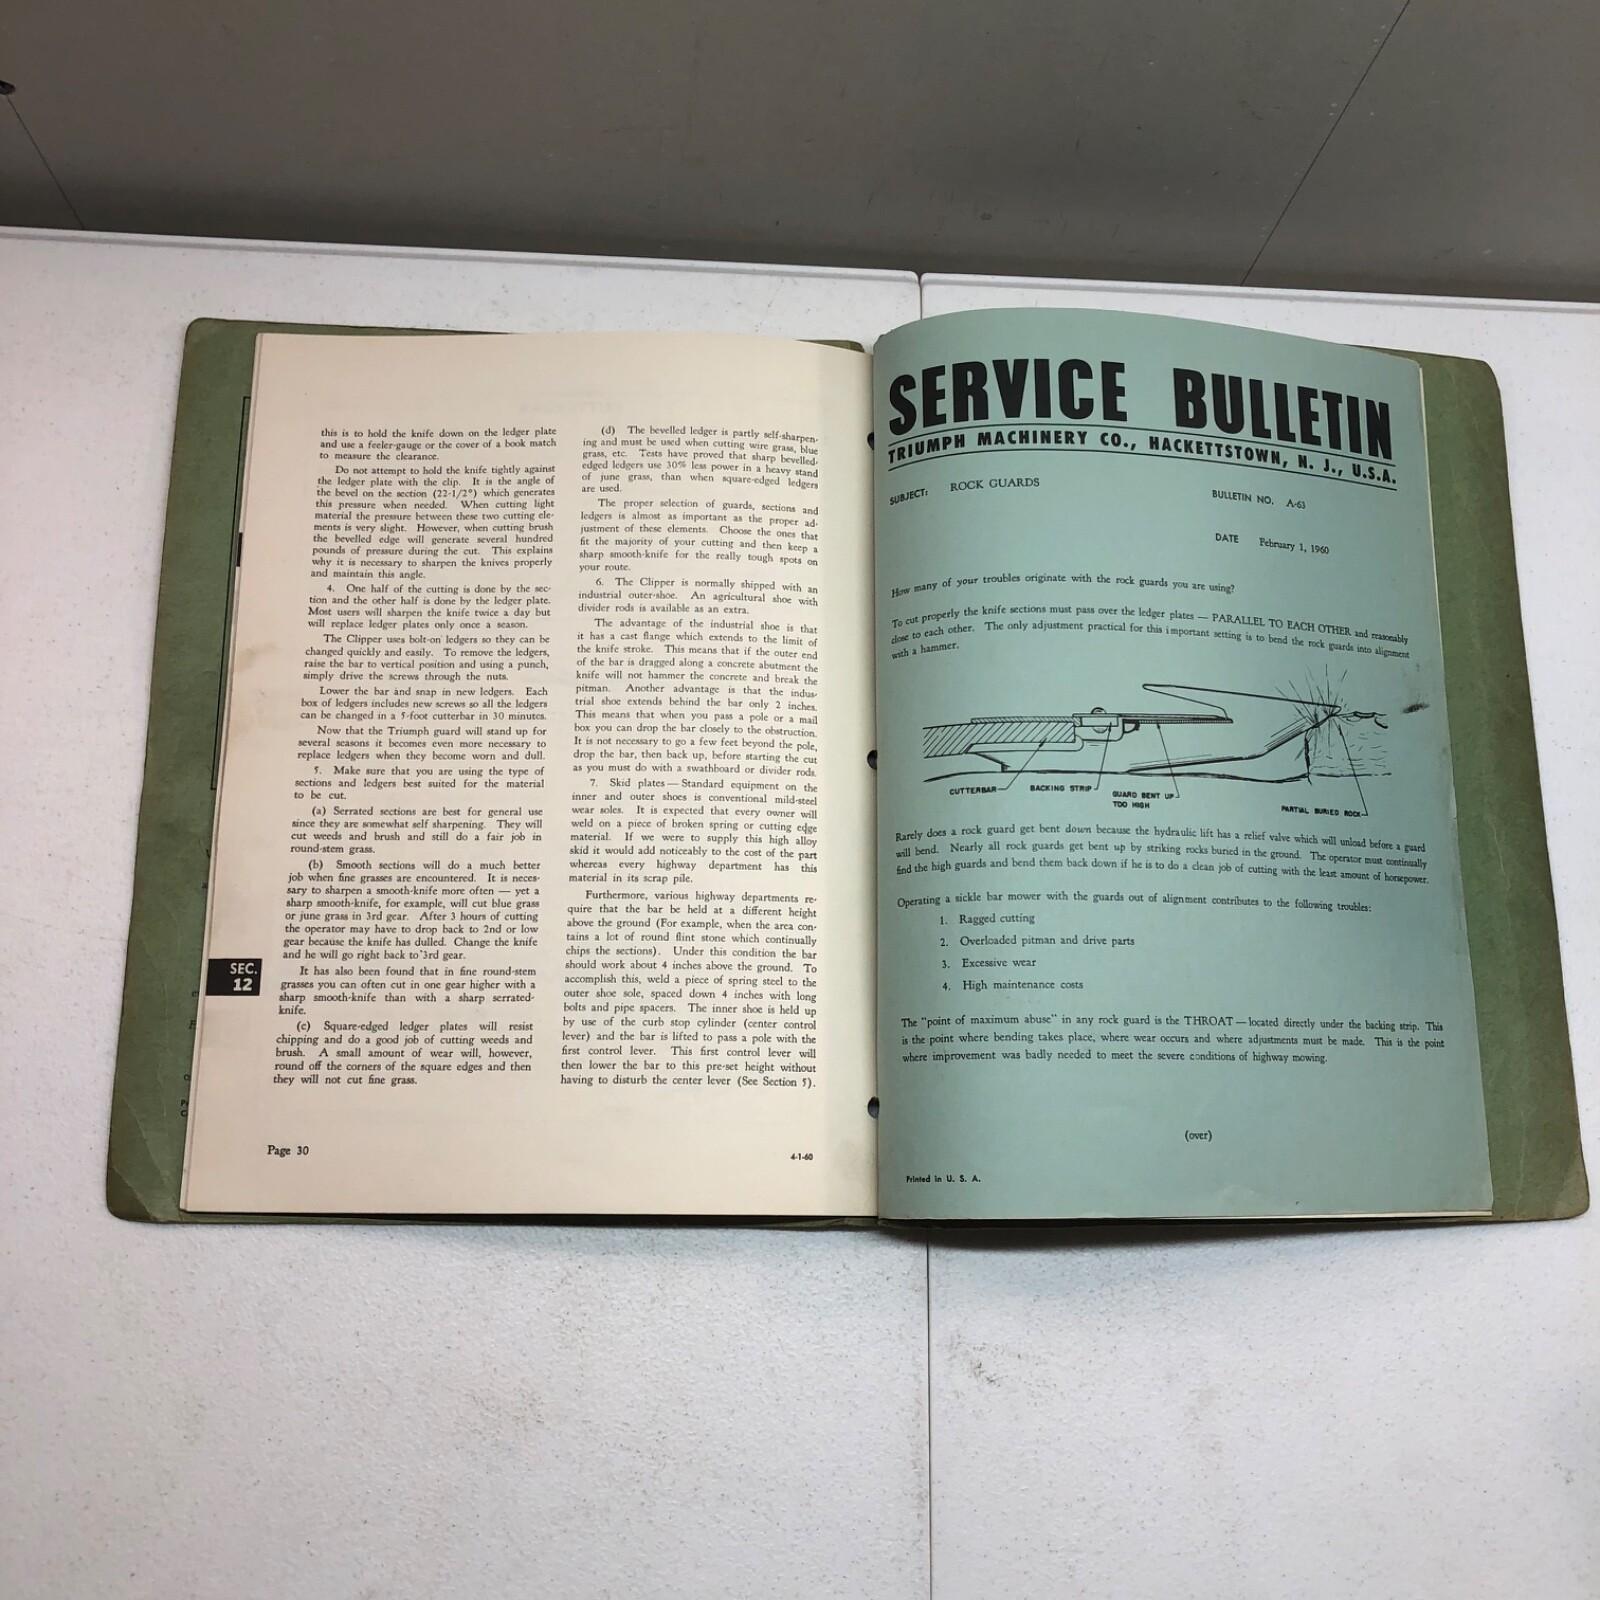 this is to hold the knife down on the ledger plate
and use a feeler-gauge or the cover of a book match
to measure the clearance.
Do not attempt to hold the knife tightly against
the ledger plate with the clip. It is the angle of
the bevel on the section (22-1/2°) which generates
this pressure when needed. When cutting light
material the pressure between these two cutting ele-
ments is very slight. However, when cutting brush
the bevelled edge will generate several hundred
pounds of pressure during the cut. This explains
why it is necessary to sharpen the knives properly
and maintain this angle.
4. One half of the cutting is done by the sec-
tion and the other half is done by the ledger plate.
Most users will sharpen the knife twice a day but
will replace ledger plates only once a season.
The Clipper uses bolt-on ledgers so they can be
changed quickly and easily. To remove the ledgers,
raise the bar to vertical position and using a punch,
simply drive the screws through the nuts.
Lower the bar and snap in new ledgers. Each
box of ledgers includes new screws so all the ledgers
can be changed in a 5-foot cutterbar in 30 minutes.
Now that the Triumph guard will stand up for
several seasons it becomes even more necessary to
replace ledgers when they become worn and dull.
5. Make sure that you are using the type of
sections and ledgers best suited for the material
to be cut.
(a) Serrated sections are best for general use
since they are somewhat self sharpening. They will
cut weeds and brush and still do a fair job in
round-stem grass.
(b) Smooth sections will do a much better
job when fine grasses are encountered. It is neces-
sary to sharpen a smooth-knife more often — yet a
sharp smooth-knife, for example, will cut blue grass
or june grass in 3rd gear. After 3 hours of cutting
the operator may have to drop back to 2nd or low
gear because the knife has dulled. Change the knife
and he will go right back to 3rd gear.
It has also been found that in fine round-stem
grasses you can often cut in one gear higher with a
sharp smooth-knife than with a sharp serrated-
knife.
(c) Square-edged ledger plates will resist
chipping and do a good job of cutting weeds and
brush. A small amount of wear will, however,
round off the corners of the square edges and then
they will not cut fine grass.
SEC.
12
Page 30
(d) The bevelled ledger is partly self-sharpen-
ing and must be used when cutting wire grass, blue
grass, etc. Tests have proved that sharp bevelled-
edged ledgers use 30% less power in a heavy stand
of june grass, than when square-edged ledgers
are used.
The proper selection of guards, sections and
ledgers is almost as important as the proper ad-
justment of these elements. Choose the ones that
fit the majority of your cutting and then keep a
sharp smooth-knife for the really tough spots on
your route.
6. The Clipper is normally shipped with an
industrial outer-shoe. An agricultural shoe with
divider rods is available as an extra.
The advantage of the industrial shoe is that
it has a cast flange which extends to the limit of
the knife stroke. This means that if the outer end
of the bar is dragged along a concrete abutment the
knife will not hammer the concrete and break the
pitman. Another advantage is that the indus-
trial shoe extends behind the bar only 2 inches.
This means that when you pass a pole or a mail
box you can drop the bar closely to the obstruction.
It is not necessary to go a few feet beyond the pole,
drop the bar, then back up, before starting the cut
as you must do with a swathboard or divider rods.
7. Skid plates — Standard equipment on the
inner and outer shoes is conventional mild-steel
wear soles. It is expected that every owner will
weld on a piece of broken spring or cutting edge
material. If we were to supply this high alloy
skid it would add noticeably to the cost of the part
whereas every highway department has this
material in its scrap pile.
Furthermore, various highway departments re-
quire that the bar be held at a different height
above the ground (For example, when the area con-
tains a lot of round flint stone which continually
chips the sections). Under this condition the bar
should work about 4 inches above the ground. To
accomplish this, weld a piece of spring steel to the
outer shoe sole, spaced down 4 inches with long
bolts and pipe spacers. The inner shoe is held up
by use of the curb stop cylinder (center control
lever) and the bar is lifted to pass a pole with the
first control lever. This first control lever will
then lower the bar to this pre-set height without
having to disturb the center lever (See Section 5).
4-1-60
SERVICE BULLETIN
TRIUMPH MACHINERY CO., HACKETTSTOWN, N. J., U.S.A.
SUBJECT: ROCK GUARDS
BULLETIN NO. A-63
DATE February 1, 1960
How many of your troubles originate with the rock guards you are using?
To cut properly the knife sections must pass over the ledger plates — PARALLEL TO EACH OTHER and reasonably
close to each other. The only adjustment practical for this important setting is to bend the rock guards into alignment
with a hammer.
CUTTERBAR
BACKING STRIP
GUARD BENT UP
TOO HIGH
PARTIAL BURIED ROCK
Rarely does a rock guard get bent down because the hydraulic lift has a relief valve which will unload before a guard
will bend. Nearly all rock guards get bent up by striking rocks buried in the ground. The operator must continually
find the high guards and bend them back down if he is to do a clean job of cutting with the least amount of horsepower.
Operating a sickle bar mower with the guards out of alignment contributes to the following troubles:
1. Ragged cutting
2. Overloaded pitman and drive parts
3. Excessive wear
4. High maintenance costs
The "point of maximum abuse" in any rock guard is the THROAT — located directly under the backing strip. This
is the point where bending takes place, where wear occurs and where adjustments must be made. This is the point
where improvement was badly needed to meet the severe conditions of highway mowing.
(over)
Printed in U. S. A.